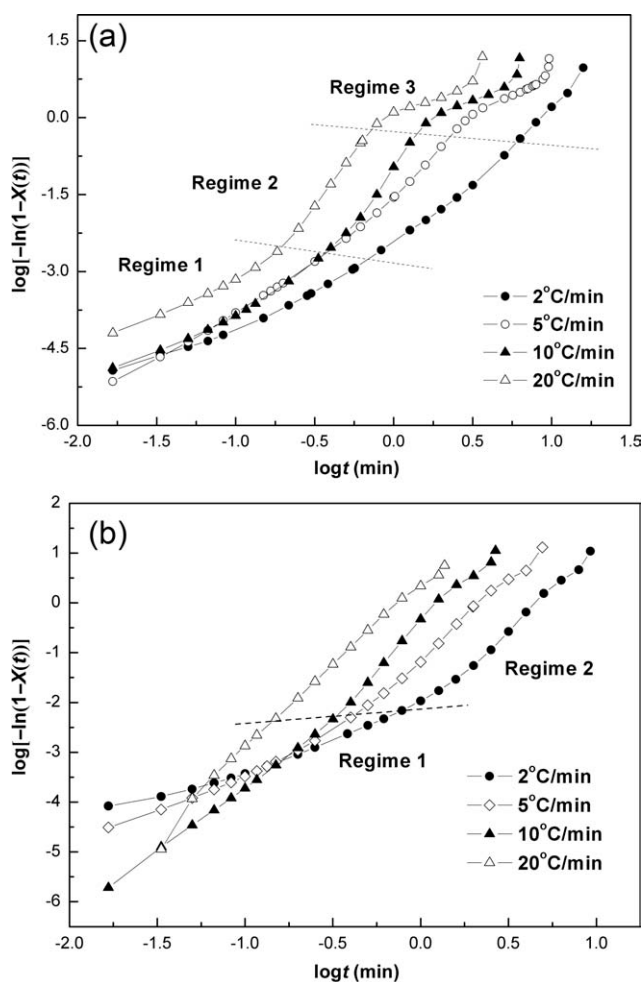 (a)
1.5
0.0
-1.5
-3.0
-4.5
-6.0
log[−ln(1−X(t))]
Regime 3
Regime 2
Regime 1
2°C/min
5°C/min
10°C/min
20°C/min
-2.0 -1.5 -1.0 -0.5 0.0 0.5 1.0 1.5
logt (min)
(b)
2
1
0
-1
-2
-3
-4
-5
-6
log[−ln(1−X(t))]
Regime 2
Regime 1
2°C/min
5°C/min
10°C/min
20°C/min
-2.0 -1.5 -1.0 -0.5 0.0 0.5 1.0
logt (min)